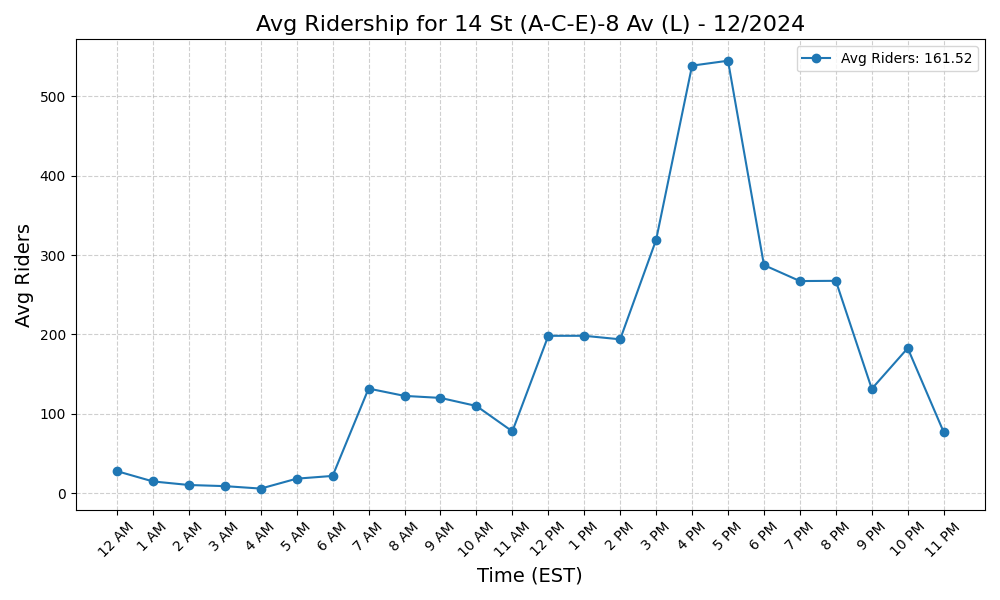 Avg Ridership for 14 St (A-C-E)-8 Av (L) - 12/2024
Avg Riders: 161.52
Avg Riders
500
400
300
200
100
0
12 AM
1 AM
2 AM
3 AM
4 AM
5 AM
6 AM
7 AM
8 AM
9 AM
10 AM
11 AM
12 PM
1 PM
2 PM
3 PM
4 PM
5 PM
6 PM
7 PM
8 PM
9 PM
10 PM
11 PM
Time (EST)